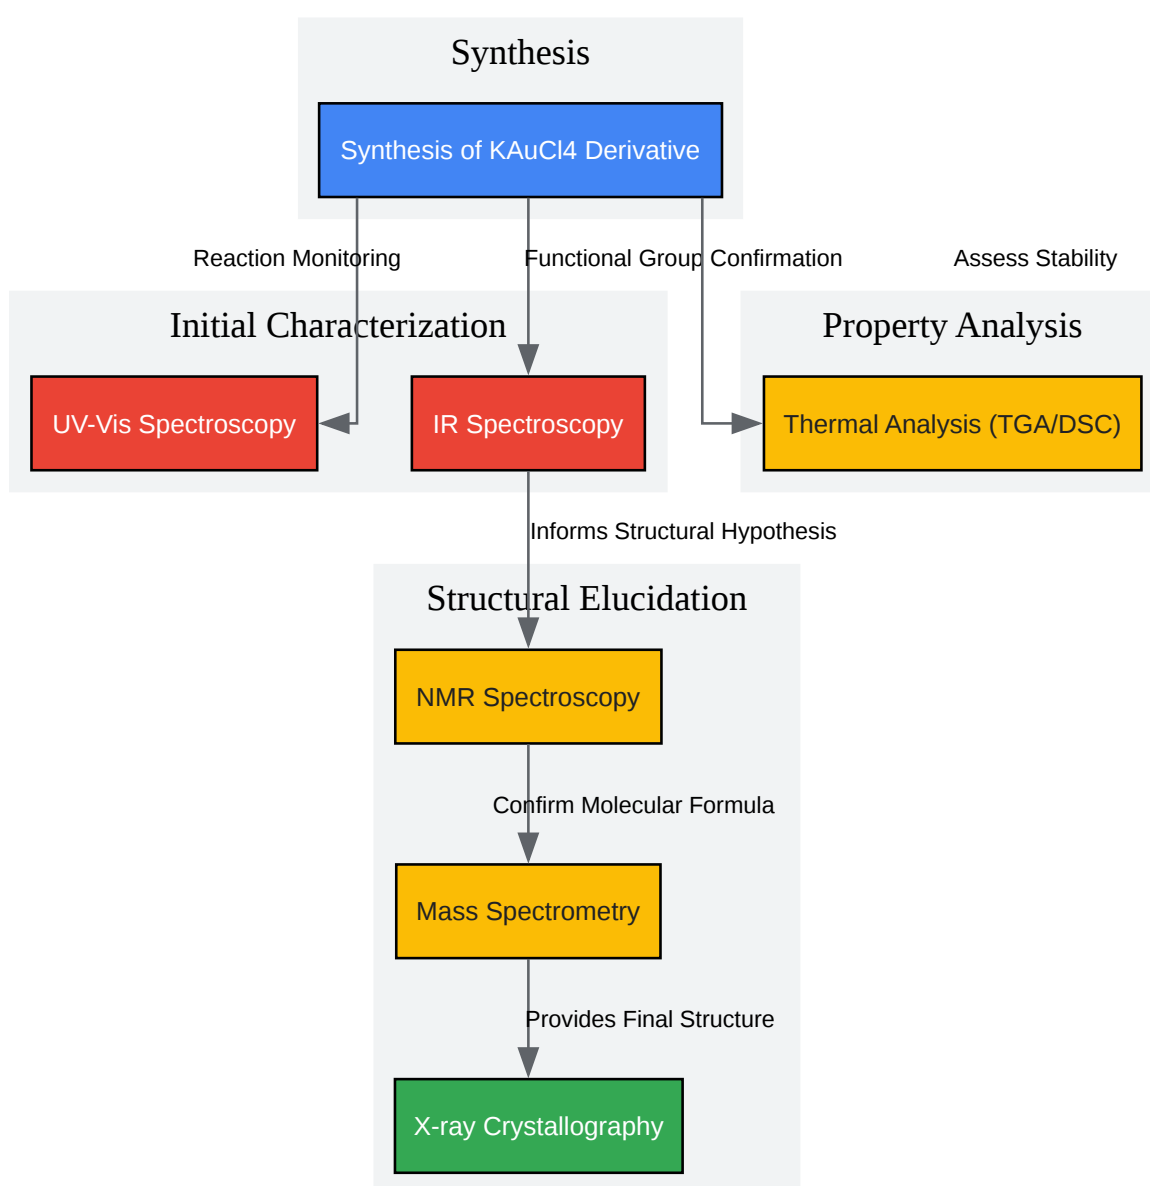 Synthesis
Synthesis of KAuCl4 Derivative
Reaction Monitoring
Functional Group Confirmation
Assess Stability
Initial Characterization
Property Analysis
UV-Vis Spectroscopy
IR Spectroscopy
Thermal Analysis (TGA/DSC)
Informs Structural Hypothesis
Structural Elucidation
NMR Spectroscopy
Confirm Molecular Formula
Mass Spectrometry
Provides Final Structure
X-ray Crystallography